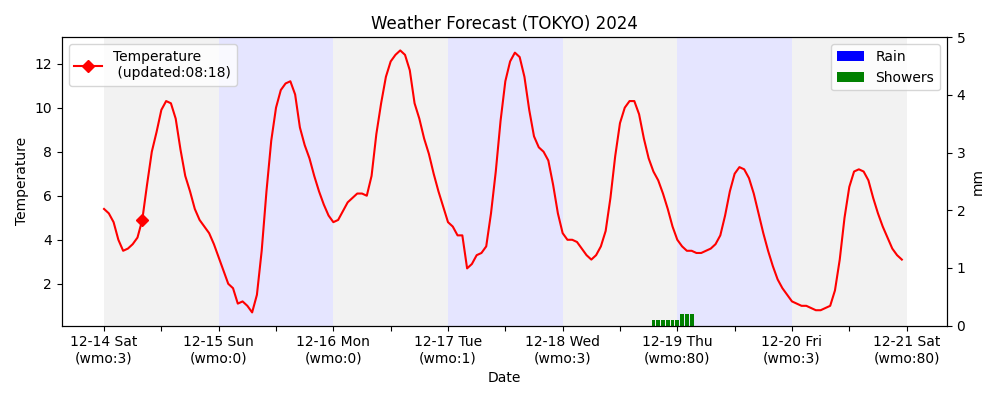 Weather Forecast (TOKYO) 2024
Temperature
(updated:08:18)
Rain
Showers
Temperature
12
10
8
6
4
2
mm
5
4
3
2
1
0
12-14 Sat
(wmo:3)
12-15 Sun
(wmo:0)
12-16 Mon
(wmo:0)
12-17 Tue
(wmo:1)
12-18 Wed
(wmo:3)
12-19 Thu
(wmo:80)
12-20 Fri
(wmo:3)
12-21 Sat
(wmo:80)
Date